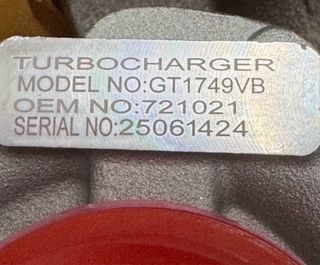 TURBOCHARGER
MODEL NO:GT1749VB
OEM NO:721021
SERIAL NO:25061424